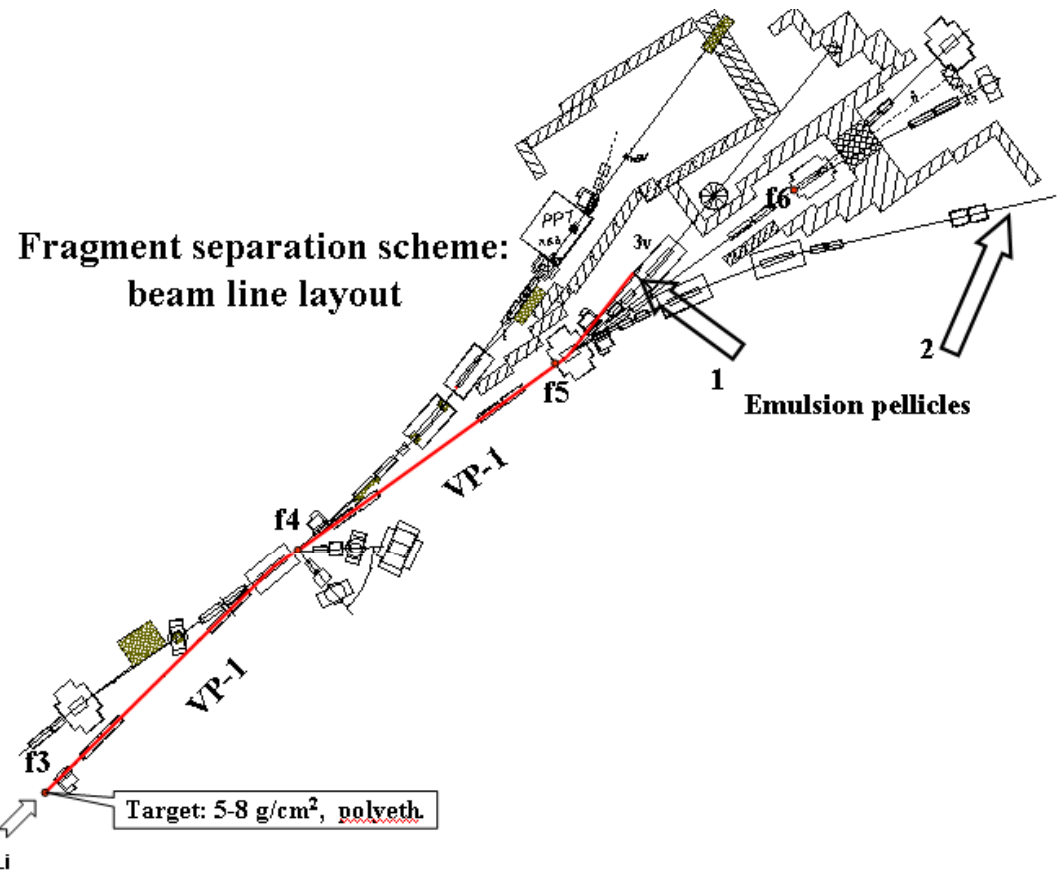 Fragment separation scheme:
beam line layout
PPT
3v
f6
f5
1
2
Emulsion pellicles
VP-1
f4
VP-1
f3
Target: 5-8 g/cm², polyeth.
Li